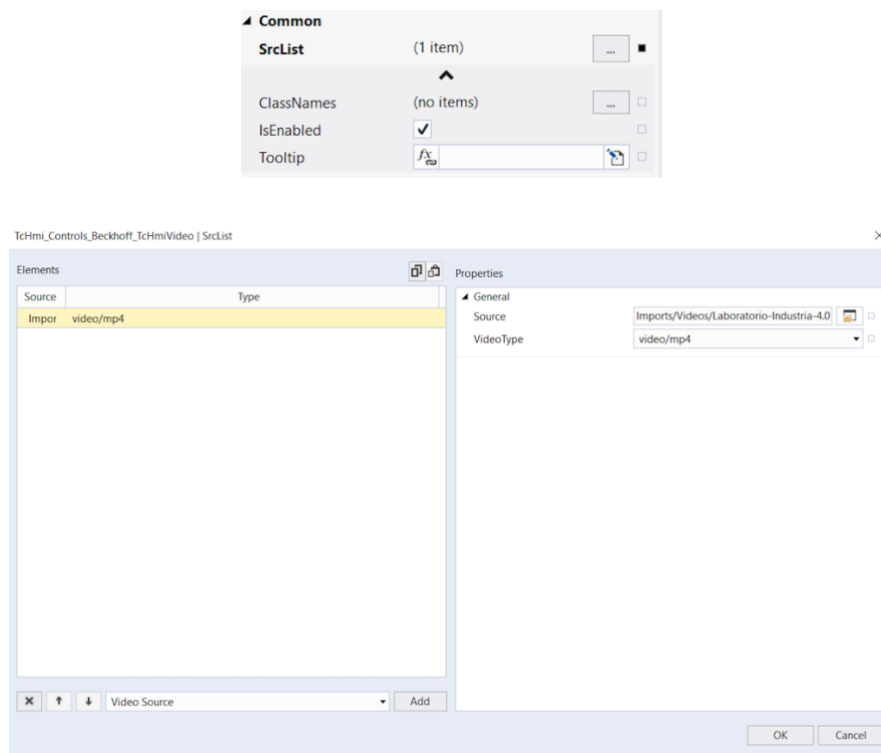 Common
SrcList (1 item) ...
ClassNames (no items) ...
IsEnabled
Tooltip fx
TcHmi_Controls_Beckhoff_TcHmiVideo | SrcList
Elements
Source Type
Impor video/mp4
Video Source Add
Properties
General
Source Imports/Videos/Laboratorio-Industria-4.0
VideoType video/mp4
OK Cancel